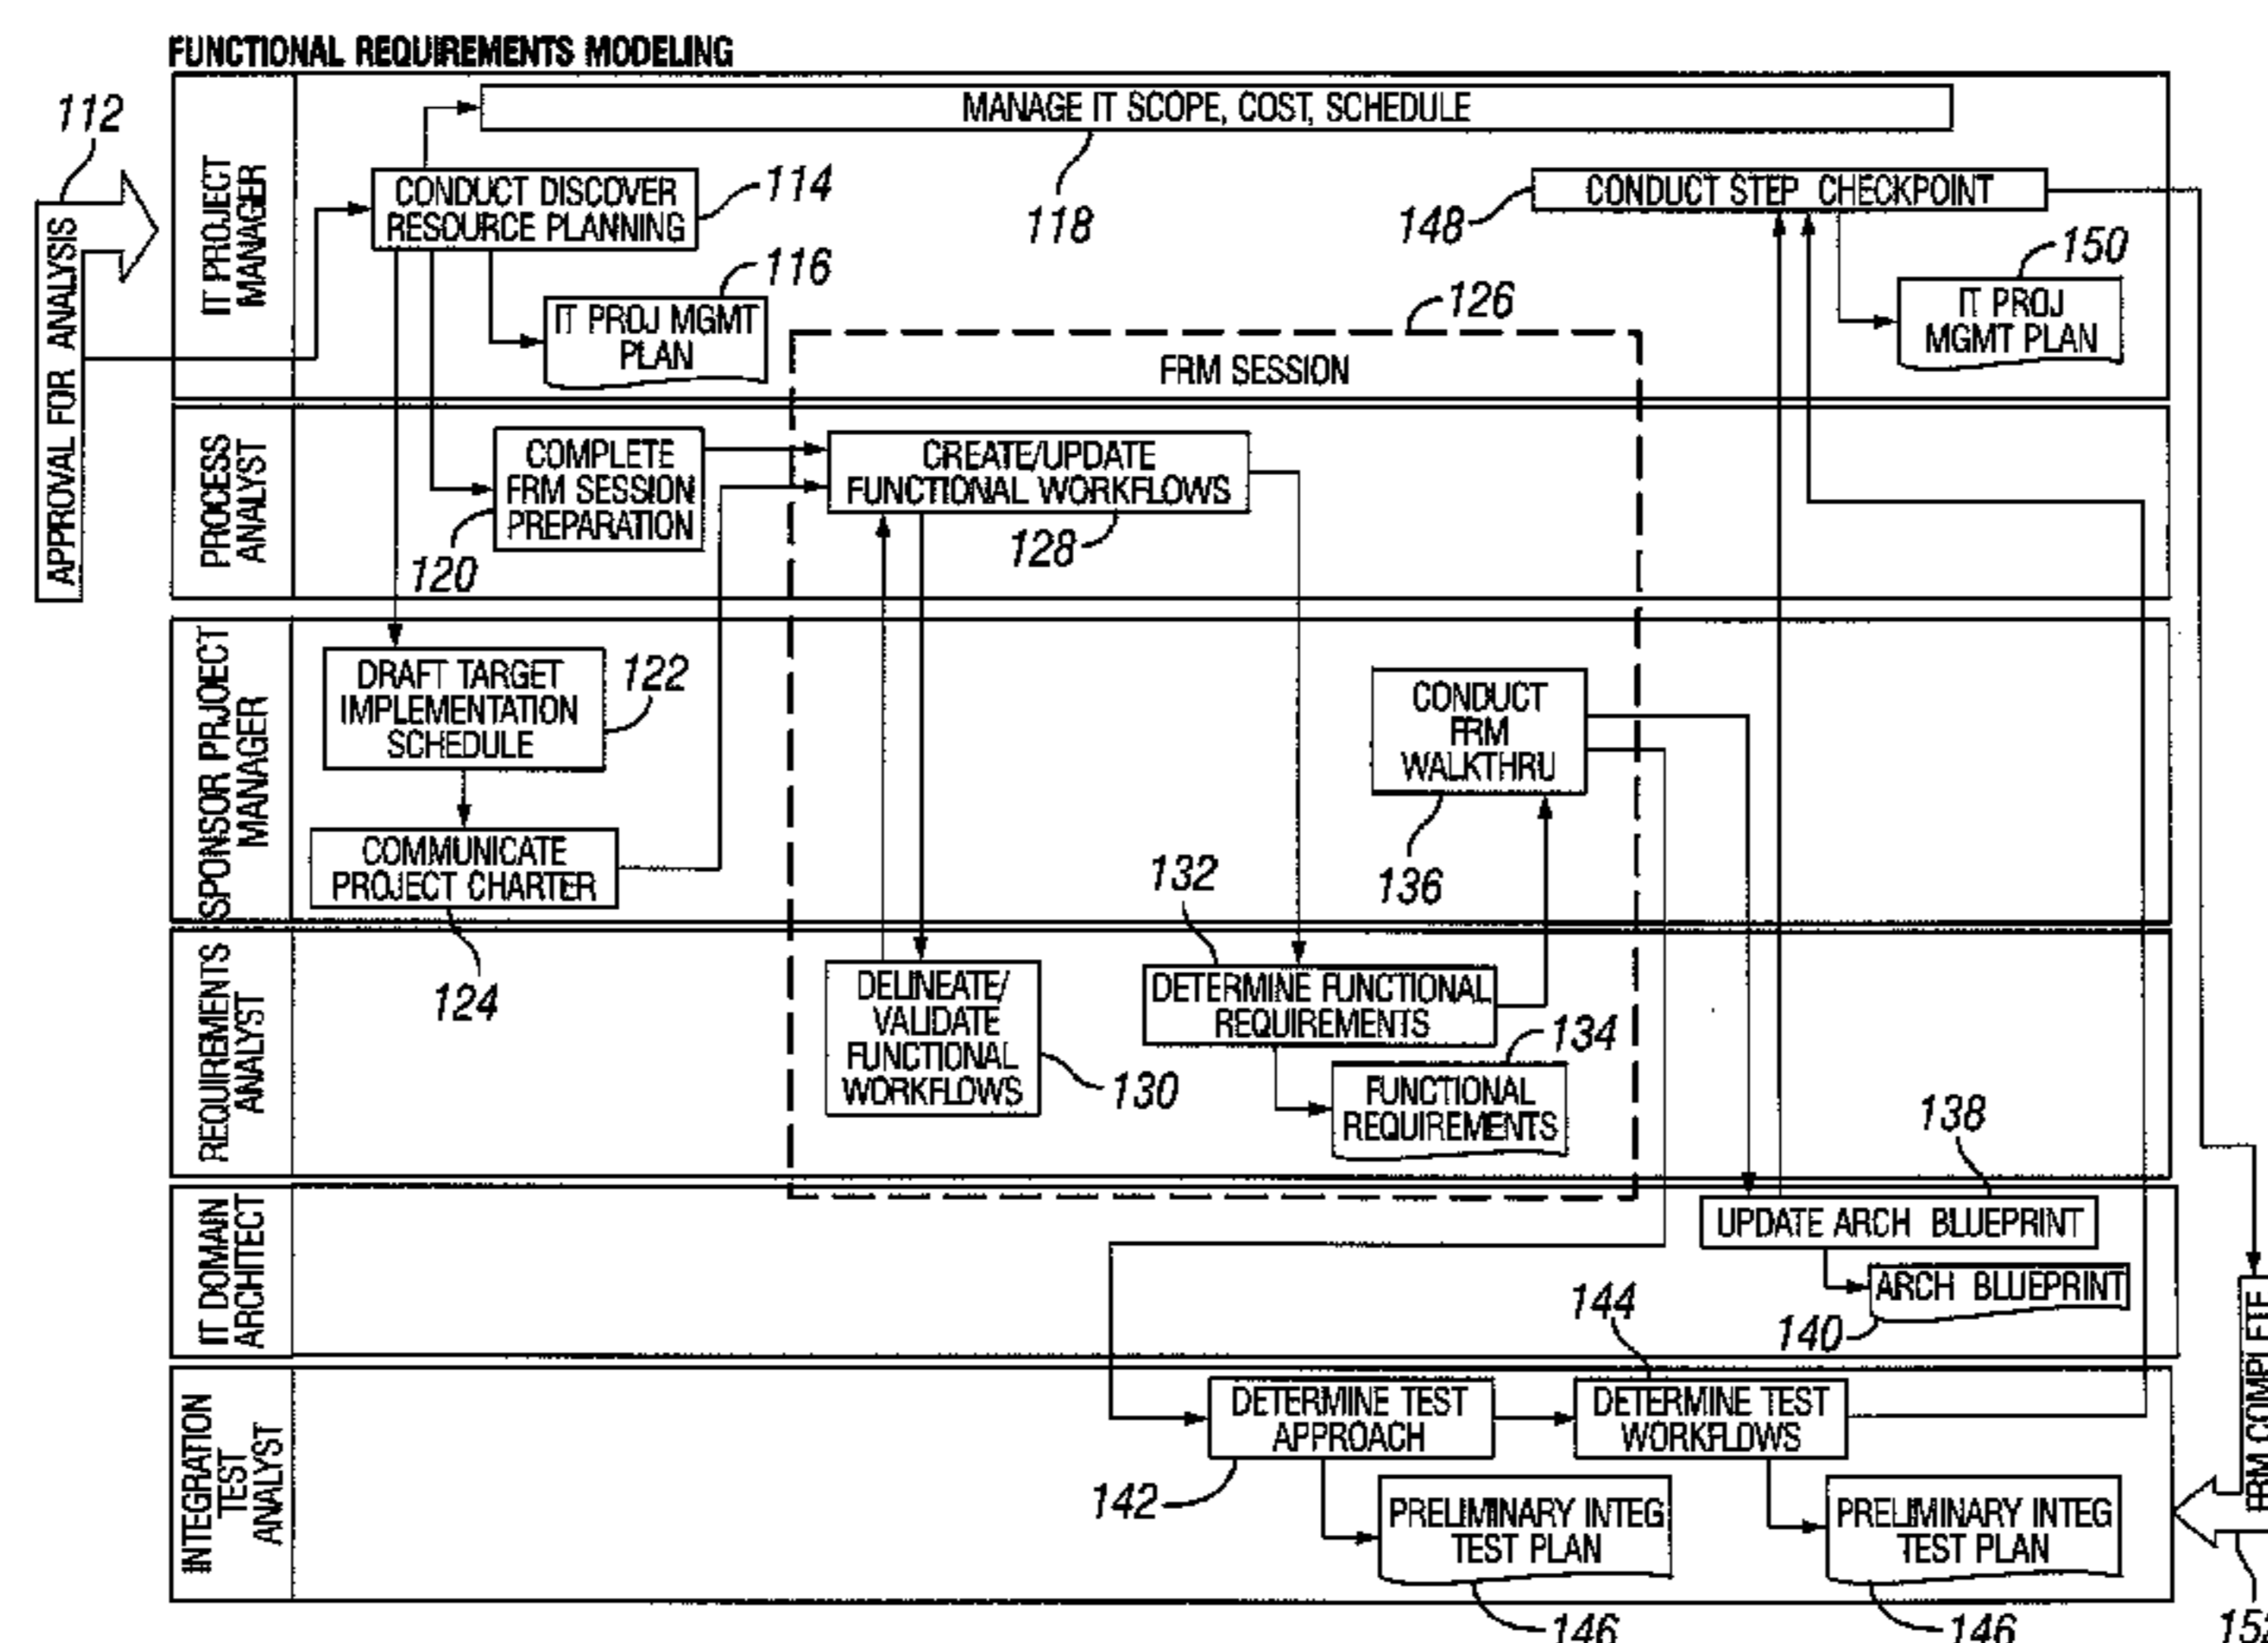 FUNCTIONAL REQUIREMENTS MODELING
112
APPROVAL FOR ANALYSIS
IT PROJECT
MANAGER
MANAGE IT SCOPE, COST, SCHEDULE
118
CONDUCT DISCOVER
RESOURCE PLANNING
114
IT PROJ MGMT
PLAN
116
CONDUCT STEP CHECKPOINT
148
IT PROJ
MGMT PLAN
150
126
FRM SESSION
PROCESS
ANALYST
COMPLETE
FRM SESSION
PREPARATION
120
CREATE/UPDATE
FUNCTIONAL WORKFLOWS
128
SPONSOR PRJOECT
MANAGER
DRAFT TARGET
IMPLEMENTATION
SCHEDULE
122
COMMUNICATE
PROJECT CHARTER
124
CONDUCT
FRM
WALKTHRU
136
REQUIREMENTS
ANALYST
DELINEATE/
VALIDATE
FUNCTIONAL
WORKFLOWS
130
132
DETERMINE FUNCTIONAL
REQUIREMENTS
134
FUNCTIONAL
REQUIREMENTS
IT DOMAIN
ARCHITECT
138
UPDATE ARCH BLUEPRINT
ARCH BLUEPRINT
140
INTEGRATION
TEST
ANALYST
DETERMINE TEST
APPROACH
142
144
DETERMINE TEST
WORKFLOWS
PRELIMINARY INTEG
TEST PLAN
146
PRELIMINARY INTEG
TEST PLAN
146
FRM COMPLETE